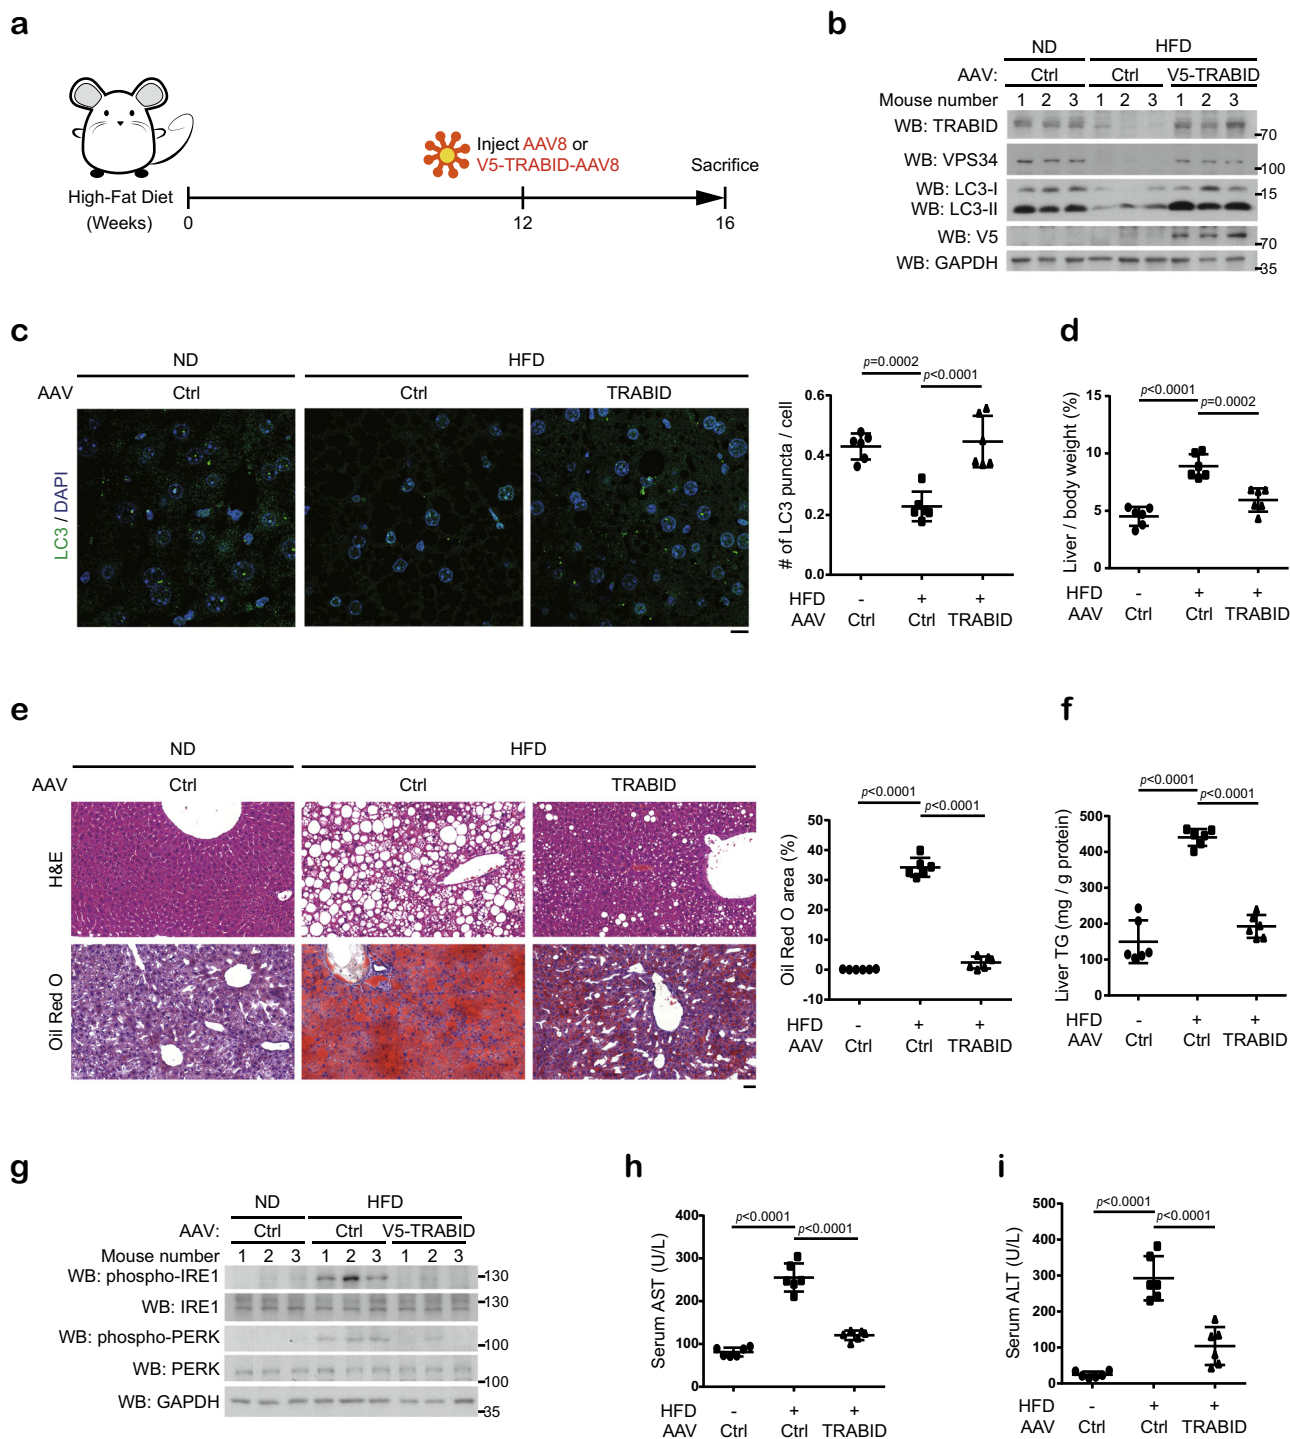 a
Inject AAV8 or
V5-TRABID-AAV8
Sacrifice
High-Fat Diet
(Weeks)
0
12
16
b
ND
HFD
AAV:
Ctrl
Ctrl
V5-TRABID
Mouse number
1 2 3 1 2 3 1 2 3
WB: TRABID
70
WB: VPS34
100
WB: LC3-I
15
WB: LC3-II
WB: V5
70
WB: GAPDH
35
c
ND
HFD
AAV
Ctrl
Ctrl
TRABID
LC3 / DAPI
p=0.0002
p<0.0001
# of LC3 puncta / cell
0.6
0.4
0.2
0.0
HFD - + +
AAV Ctrl Ctrl TRABID
d
p<0.0001
p=0.0002
Liver / body weight (%)
15
10
5
0
HFD - + +
AAV Ctrl Ctrl TRABID
e
ND
HFD
AAV
Ctrl
Ctrl
TRABID
H&E
Oil Red O
p<0.0001
p<0.0001
Oil Red O area (%)
50
40
30
20
10
0
-10
HFD - + +
AAV Ctrl Ctrl TRABID
f
p<0.0001
p<0.0001
Liver TG (mg / g protein)
500
400
300
200
100
0
HFD - + +
AAV Ctrl Ctrl TRABID
g
ND
HFD
AAV:
Ctrl
Ctrl
V5-TRABID
Mouse number
1 2 3 1 2 3 1 2 3
WB: phospho-IRE1
130
WB: IRE1
130
WB: phospho-PERK
100
WB: PERK
100
WB: GAPDH
35
h
p<0.0001
p<0.0001
Serum AST (U/L)
400
300
200
100
0
HFD - + +
AAV Ctrl Ctrl TRABID
i
p<0.0001
p<0.0001
Serum ALT (U/L)
500
400
300
200
100
0
HFD - + +
AAV Ctrl Ctrl TRABID